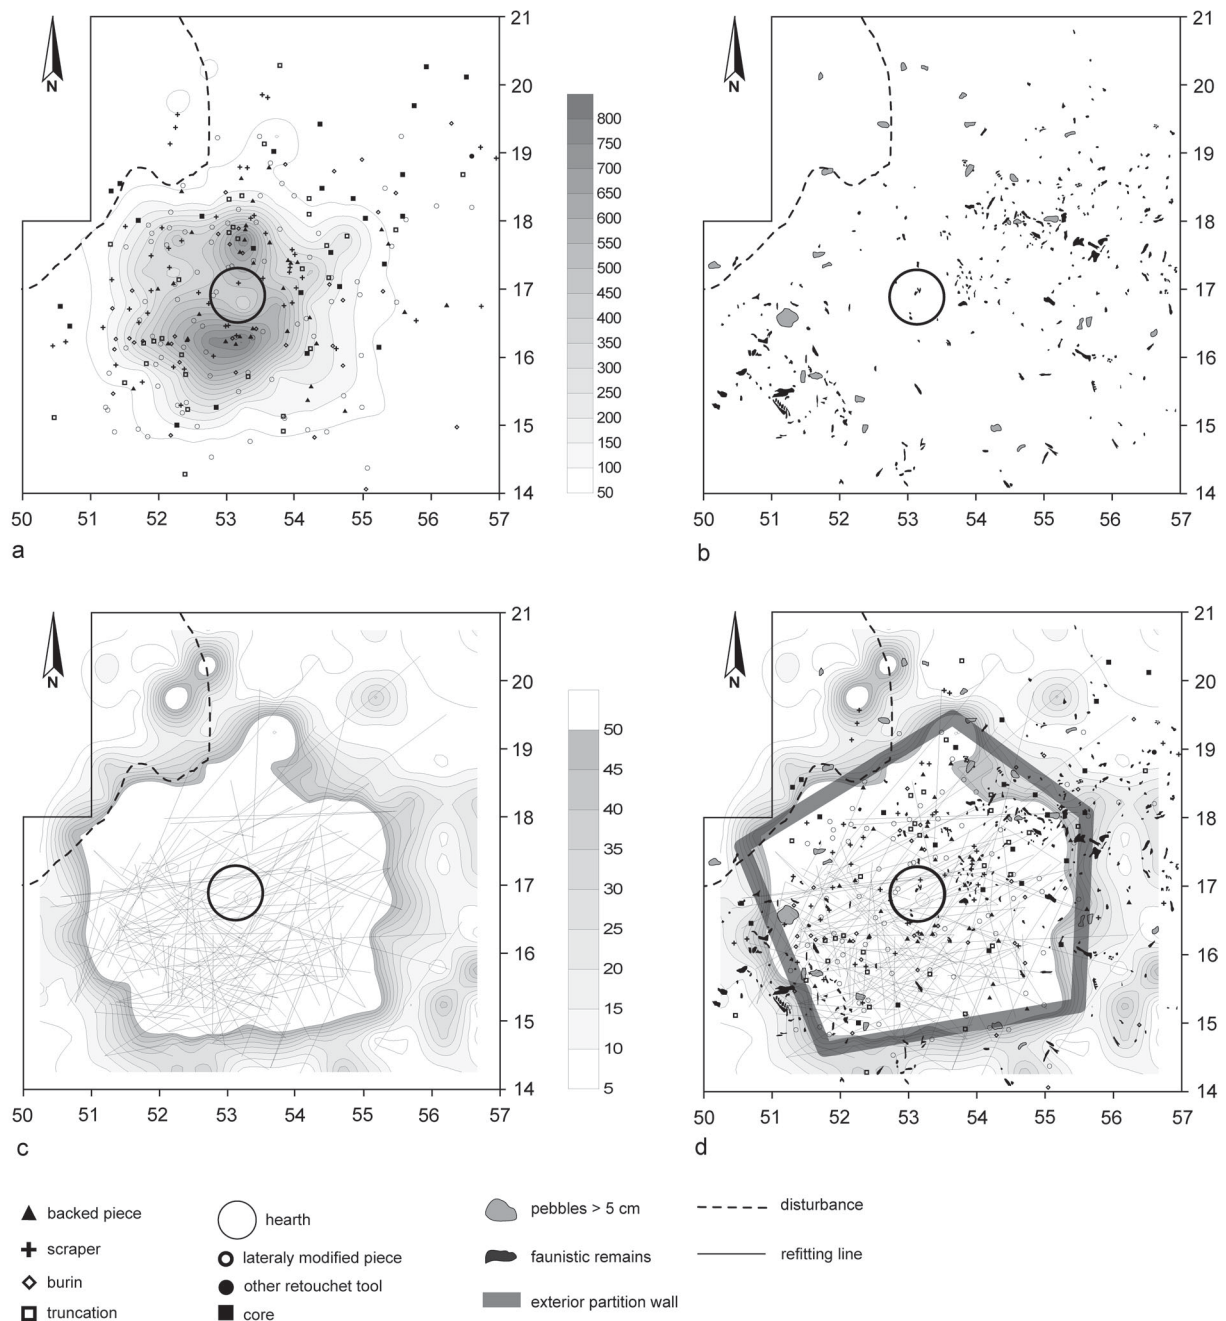 N
21
20
19
18
17
16
15
14
50 51 52 53 54 55 56 57
a
800
750
700
650
600
550
500
450
400
350
300
250
200
150
100
50
N
21
20
19
18
17
16
15
14
50 51 52 53 54 55 56 57
b
N
21
20
19
18
17
16
15
14
50 51 52 53 54 55 56 57
c
50
45
40
35
30
25
20
15
10
5
N
21
20
19
18
17
16
15
14
50 51 52 53 54 55 56 57
d
backed piece
scraper
burin
truncation
hearth
lateraly modified piece
other retouchet tool
core
pebbles > 5 cm
faunistic remains
exterior partition wall
disturbance
refitting line